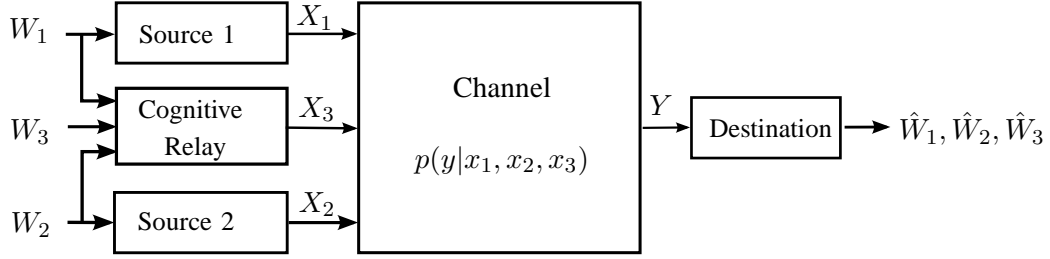 W₁
Source 1
X₁
W₃
Cognitive
Relay
X₃
W₂
Source 2
X₂
Channel
p(y|x₁, x₂, x₃)
Y
Destination
Ŵ₁, Ŵ₂, Ŵ₃